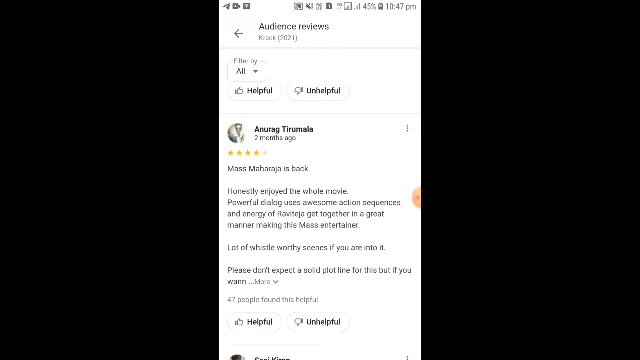 45% 10:47 pm
Audience reviews
Krack (2021)
Filter by
All
Helpful Unhelpful
Anurag Tirumala
2 months ago
Mass Maharaja is back
Honestly enjoyed the whole movie.
Powerful dialog uses awesome action sequences
and energy of Raviteja get together in a great
manner making this Mass entertainer.
Lot of whistle worthy scenes if you are into it.
Please don't expect a solid plot line for this but if you
wann ...More
47 people found this helpful.
Helpful Unhelpful